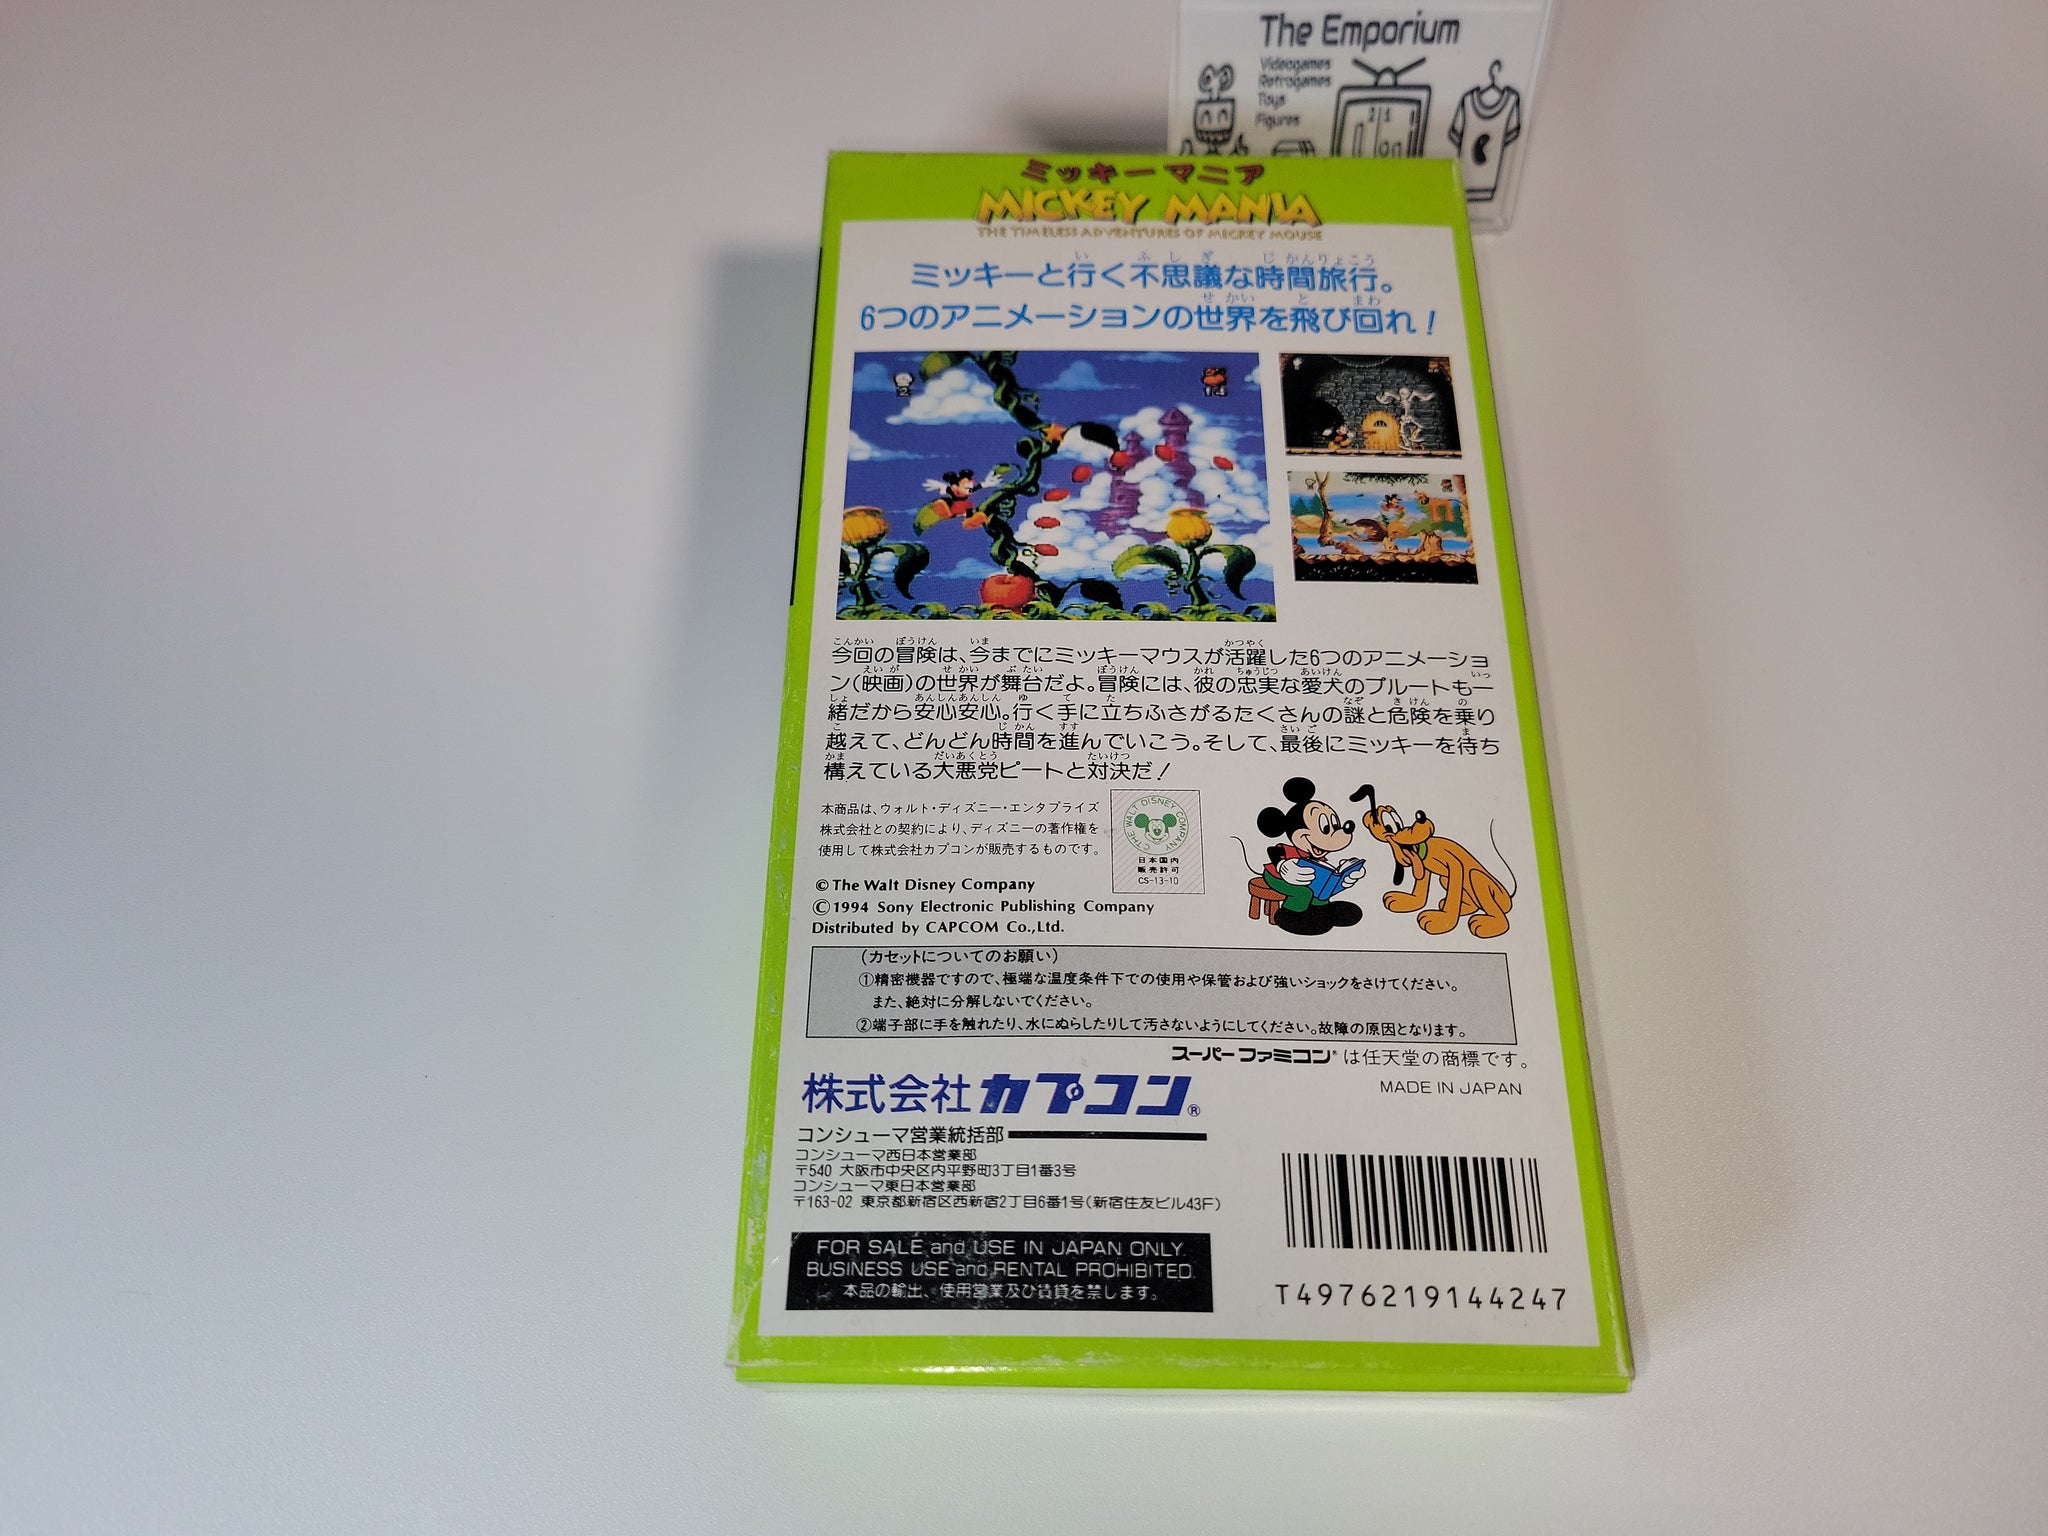 The Emporium
Videogames
Retrogames
Toys
Figures
ミッキーマニア
MICKEY MANIA
THE TIMELESS ADVENTURES OF MICKEY MOUSE
ミッキーと行く不思議な時間旅行。
6つのアニメーションの世界を飛び回れ!
今回の冒険は、今までにミッキーマウスが活躍した6つのアニメーショ
ン(映画)の世界が舞台だよ。冒険には、彼の忠実な愛犬のプルートも一
緒だから安心安心。行く手に立ちふさがるたくさんの謎と危険を乗り
越えて、どんどん時間を進んでいこう。そして、最後にミッキーを待ち
構えている大悪党ピートと対決だ!
本商品は、ウォルト・ディズニー・エンタプライズ
株式会社との契約により、ディズニーの著作権を
使用して株式会社カプコンが販売するものです。
THE WALT DISNEY COMPANY
日本国内
販売許可
CS-13-10
© The Walt Disney Company
© 1994 Sony Electronic Publishing Company
Distributed by CAPCOM Co.,Ltd.
(カセットについてのお願い)
①精密機器ですので、極端な温度条件下での使用や保管および強いショックをさけてください。
また、絶対に分解しないでください。
②端子部に手を触れたり、水にぬらしたりして汚さないようにしてください。故障の原因となります。
スーパーファミコン® は任天堂の商標です。
MADE IN JAPAN
株式会社カプコン®
コンシューマ営業統括部
コンシューマ西日本営業部
〒540 大阪市中央区内平野町3丁目1番3号
コンシューマ東日本営業部
〒163-02 東京都新宿区西新宿2丁目6番1号(新宿住友ビル43F)
FOR SALE and USE IN JAPAN ONLY.
BUSINESS USE and RENTAL PROHIBITED.
本品の輸出、使用営業及び賃貸を禁します。
T4976219144247